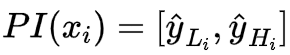 $PI(x_i) = [\hat{y}_{L_i}, \hat{y}_{H_i}]$